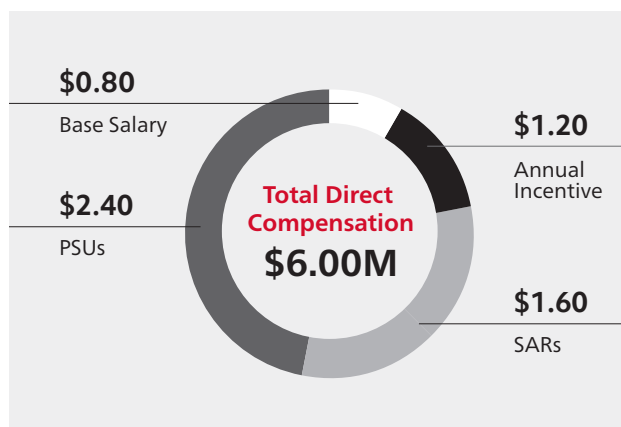 $0.80
Base Salary
$2.40
PSUs
Total Direct
Compensation
$6.00M
$1.20
Annual
Incentive
$1.60
SARs